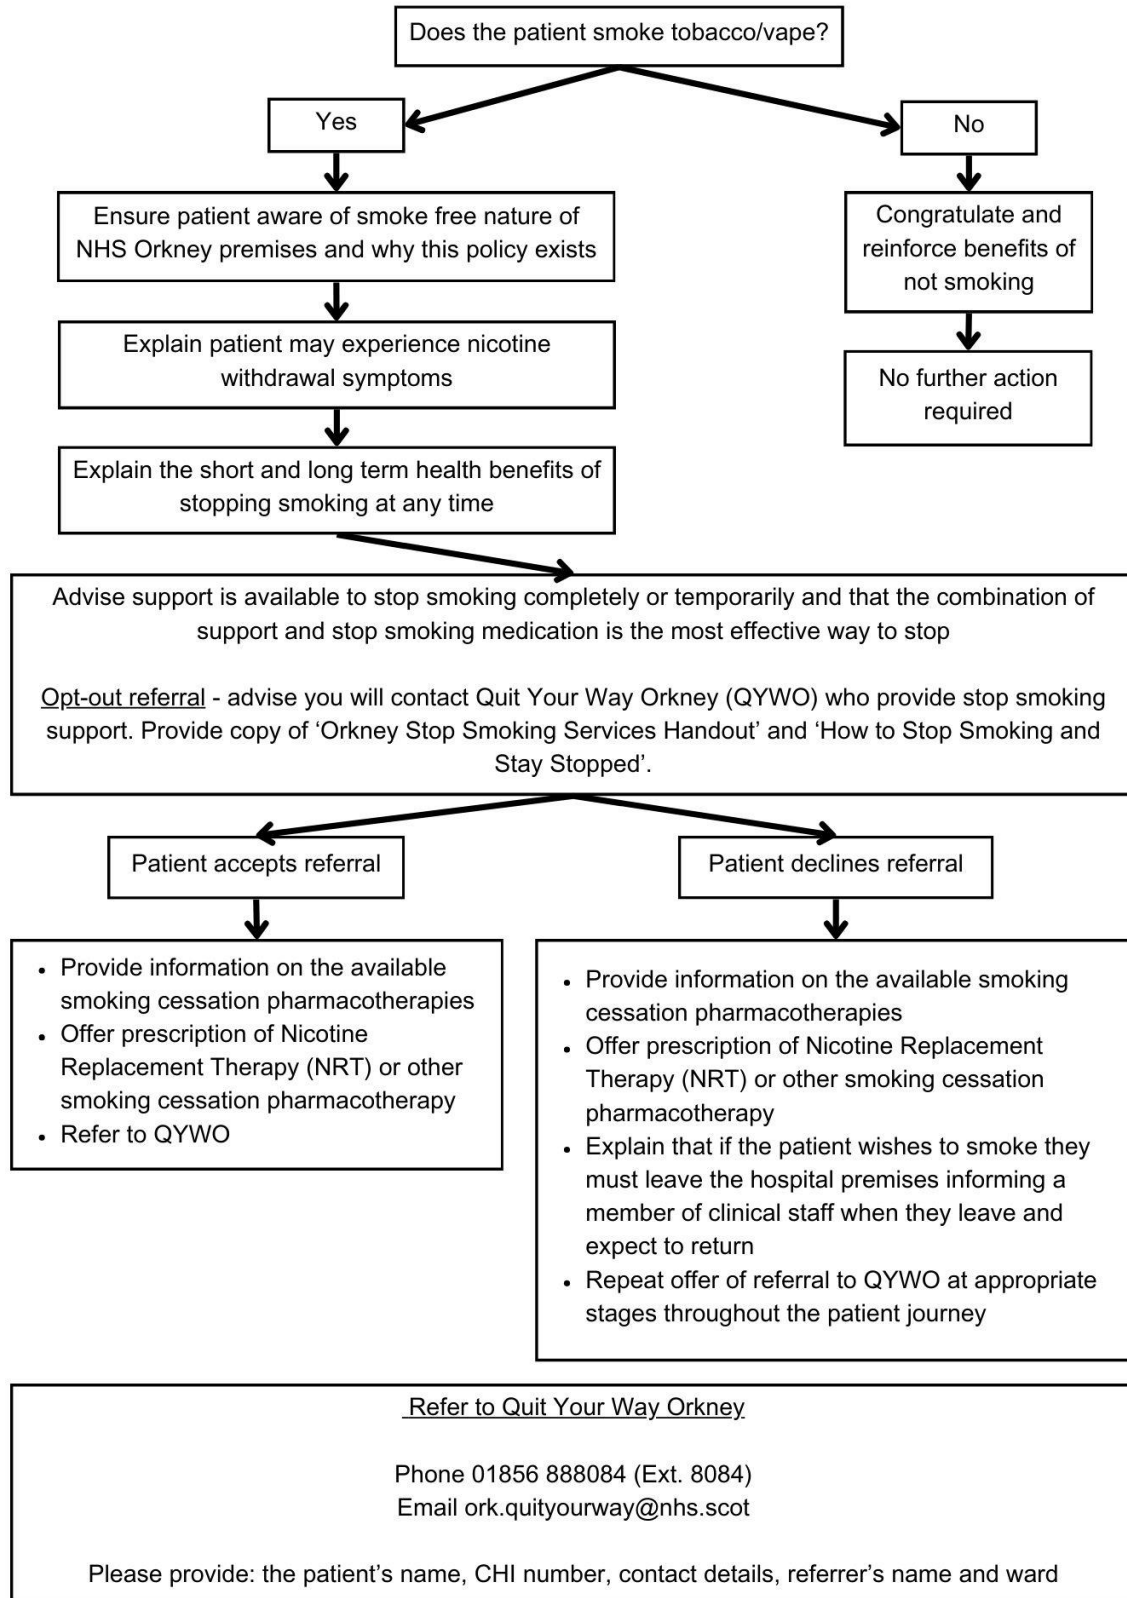 Does the patient smoke tobacco/vape?
Yes
No
Ensure patient aware of smoke free nature of
NHS Orkney premises and why this policy exists
Congratulate and
reinforce benefits of
not smoking
Explain patient may experience nicotine
withdrawal symptoms
No further action
required
Explain the short and long term health benefits of
stopping smoking at any time
Advise support is available to stop smoking completely or temporarily and that the combination of
support and stop smoking medication is the most effective way to stop
Opt-out referral - advise you will contact Quit Your Way Orkney (QYWO) who provide stop smoking
support. Provide copy of ‘Orkney Stop Smoking Services Handout’ and ‘How to Stop Smoking and
Stay Stopped’.
Patient accepts referral
Patient declines referral
• Provide information on the available
smoking cessation pharmacotherapies
• Offer prescription of Nicotine
Replacement Therapy (NRT) or other
smoking cessation pharmacotherapy
• Refer to QYWO
• Provide information on the available smoking
cessation pharmacotherapies
• Offer prescription of Nicotine Replacement
Therapy (NRT) or other smoking cessation
pharmacotherapy
• Explain that if the patient wishes to smoke they
must leave the hospital premises informing a
member of clinical staff when they leave and
expect to return
• Repeat offer of referral to QYWO at appropriate
stages throughout the patient journey
Refer to Quit Your Way Orkney
Phone 01856 888084 (Ext. 8084)
Email ork.quityourway@nhs.scot
Please provide: the patient’s name, CHI number, contact details, referrer’s name and ward